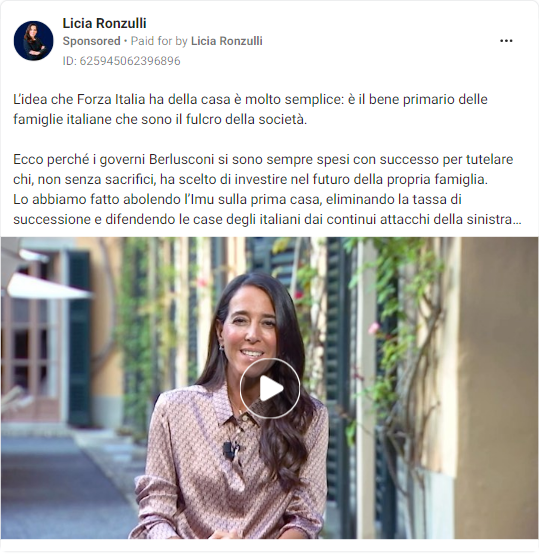 Licia Ronzulli
Sponsored • Paid for by Licia Ronzulli
ID: 625945062396896
L'idea che Forza Italia ha della casa è molto semplice: è il bene primario delle
famiglie italiane che sono il fulcro della società.
Ecco perché i governi Berlusconi si sono sempre spesi con successo per tutelare
chi, non senza sacrifici, ha scelto di investire nel futuro della propria famiglia.
Lo abbiamo fatto abolendo l'Imu sulla prima casa, eliminando la tassa di
successione e difendendo le case degli italiani dai continui attacchi della sinistra...